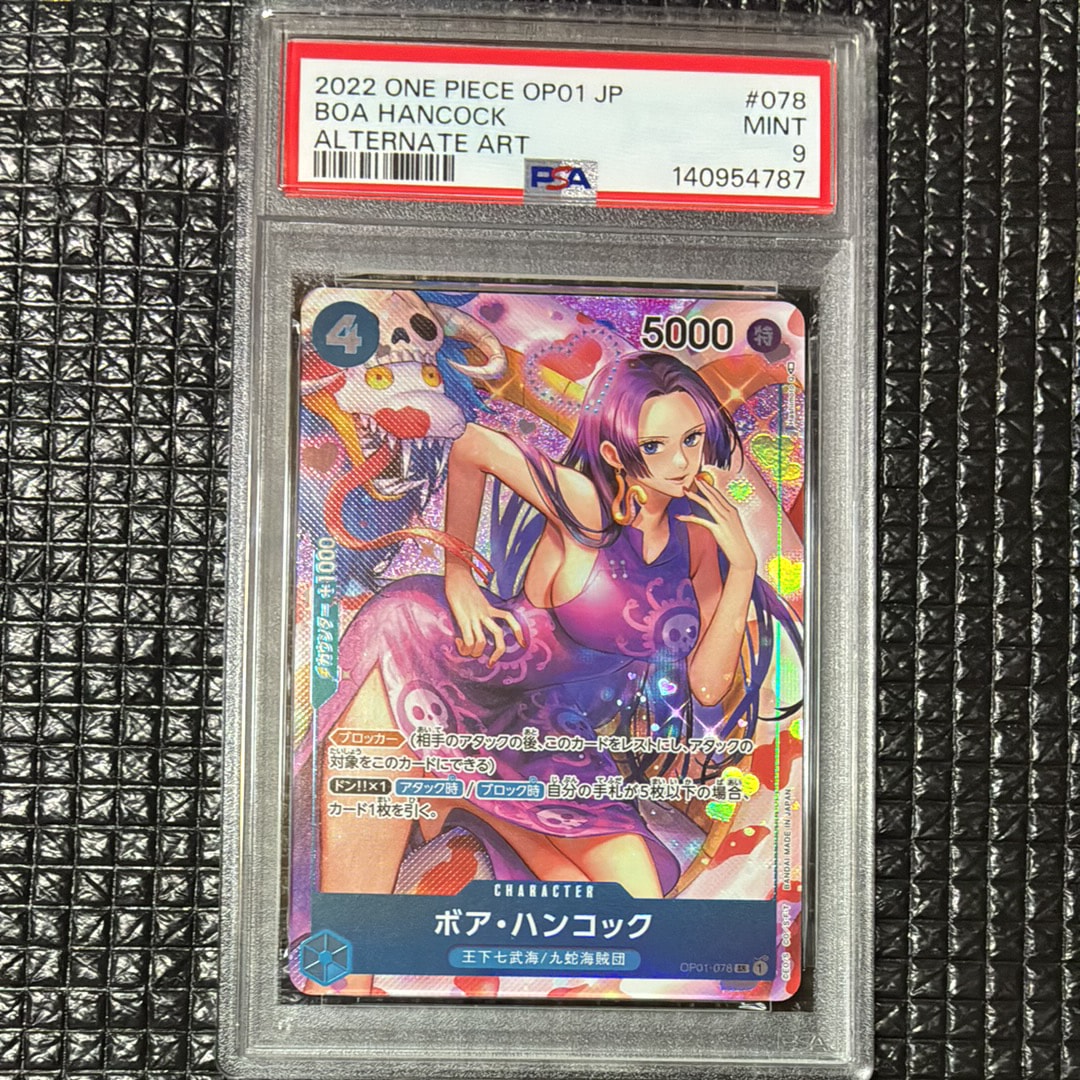 2022 ONE PIECE OP01 JP
#078
BOA HANCOCK
MINT
ALTERNATE ART
9
PSA
140954787
4
5000
特
カウンター +1000
ブロッカー (相手のアタックの後、このカードをレストにし、アタックの
対象をこのカードにできる)
ドン!!×1 アタック時 / ブロック時 自分の手札が5枚以下の場合、
カード1枚を引く。
BANDAI MADE IN JAPAN
CHARACTER
ボア・ハンコック
王下七武海/九蛇海賊団
OP01-078 SR 1